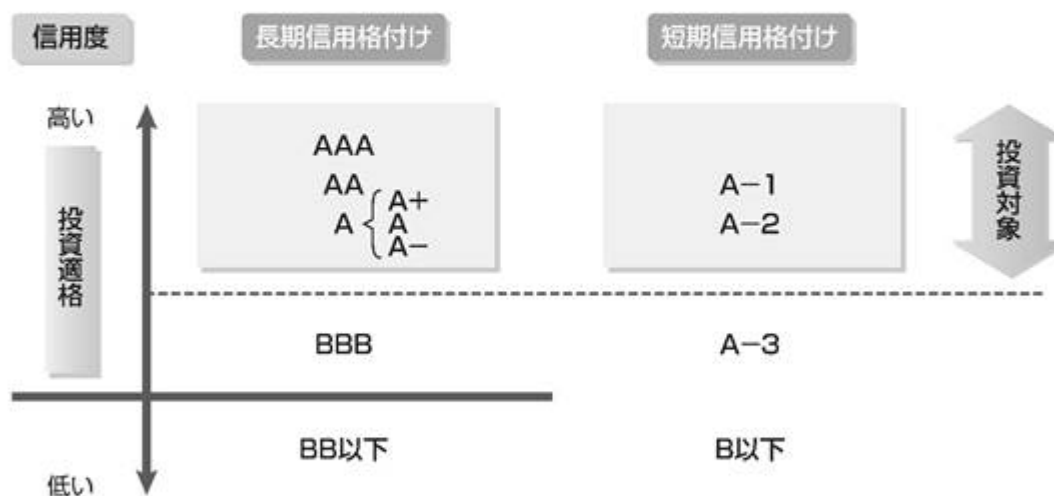 信用度
長期信用格付け
短期信用格付け
高い
投資適格
低い
AAA
AA
A { A+
A
A−
BBB
BB以下
A−1
A−2
A−3
B以下
投資対象